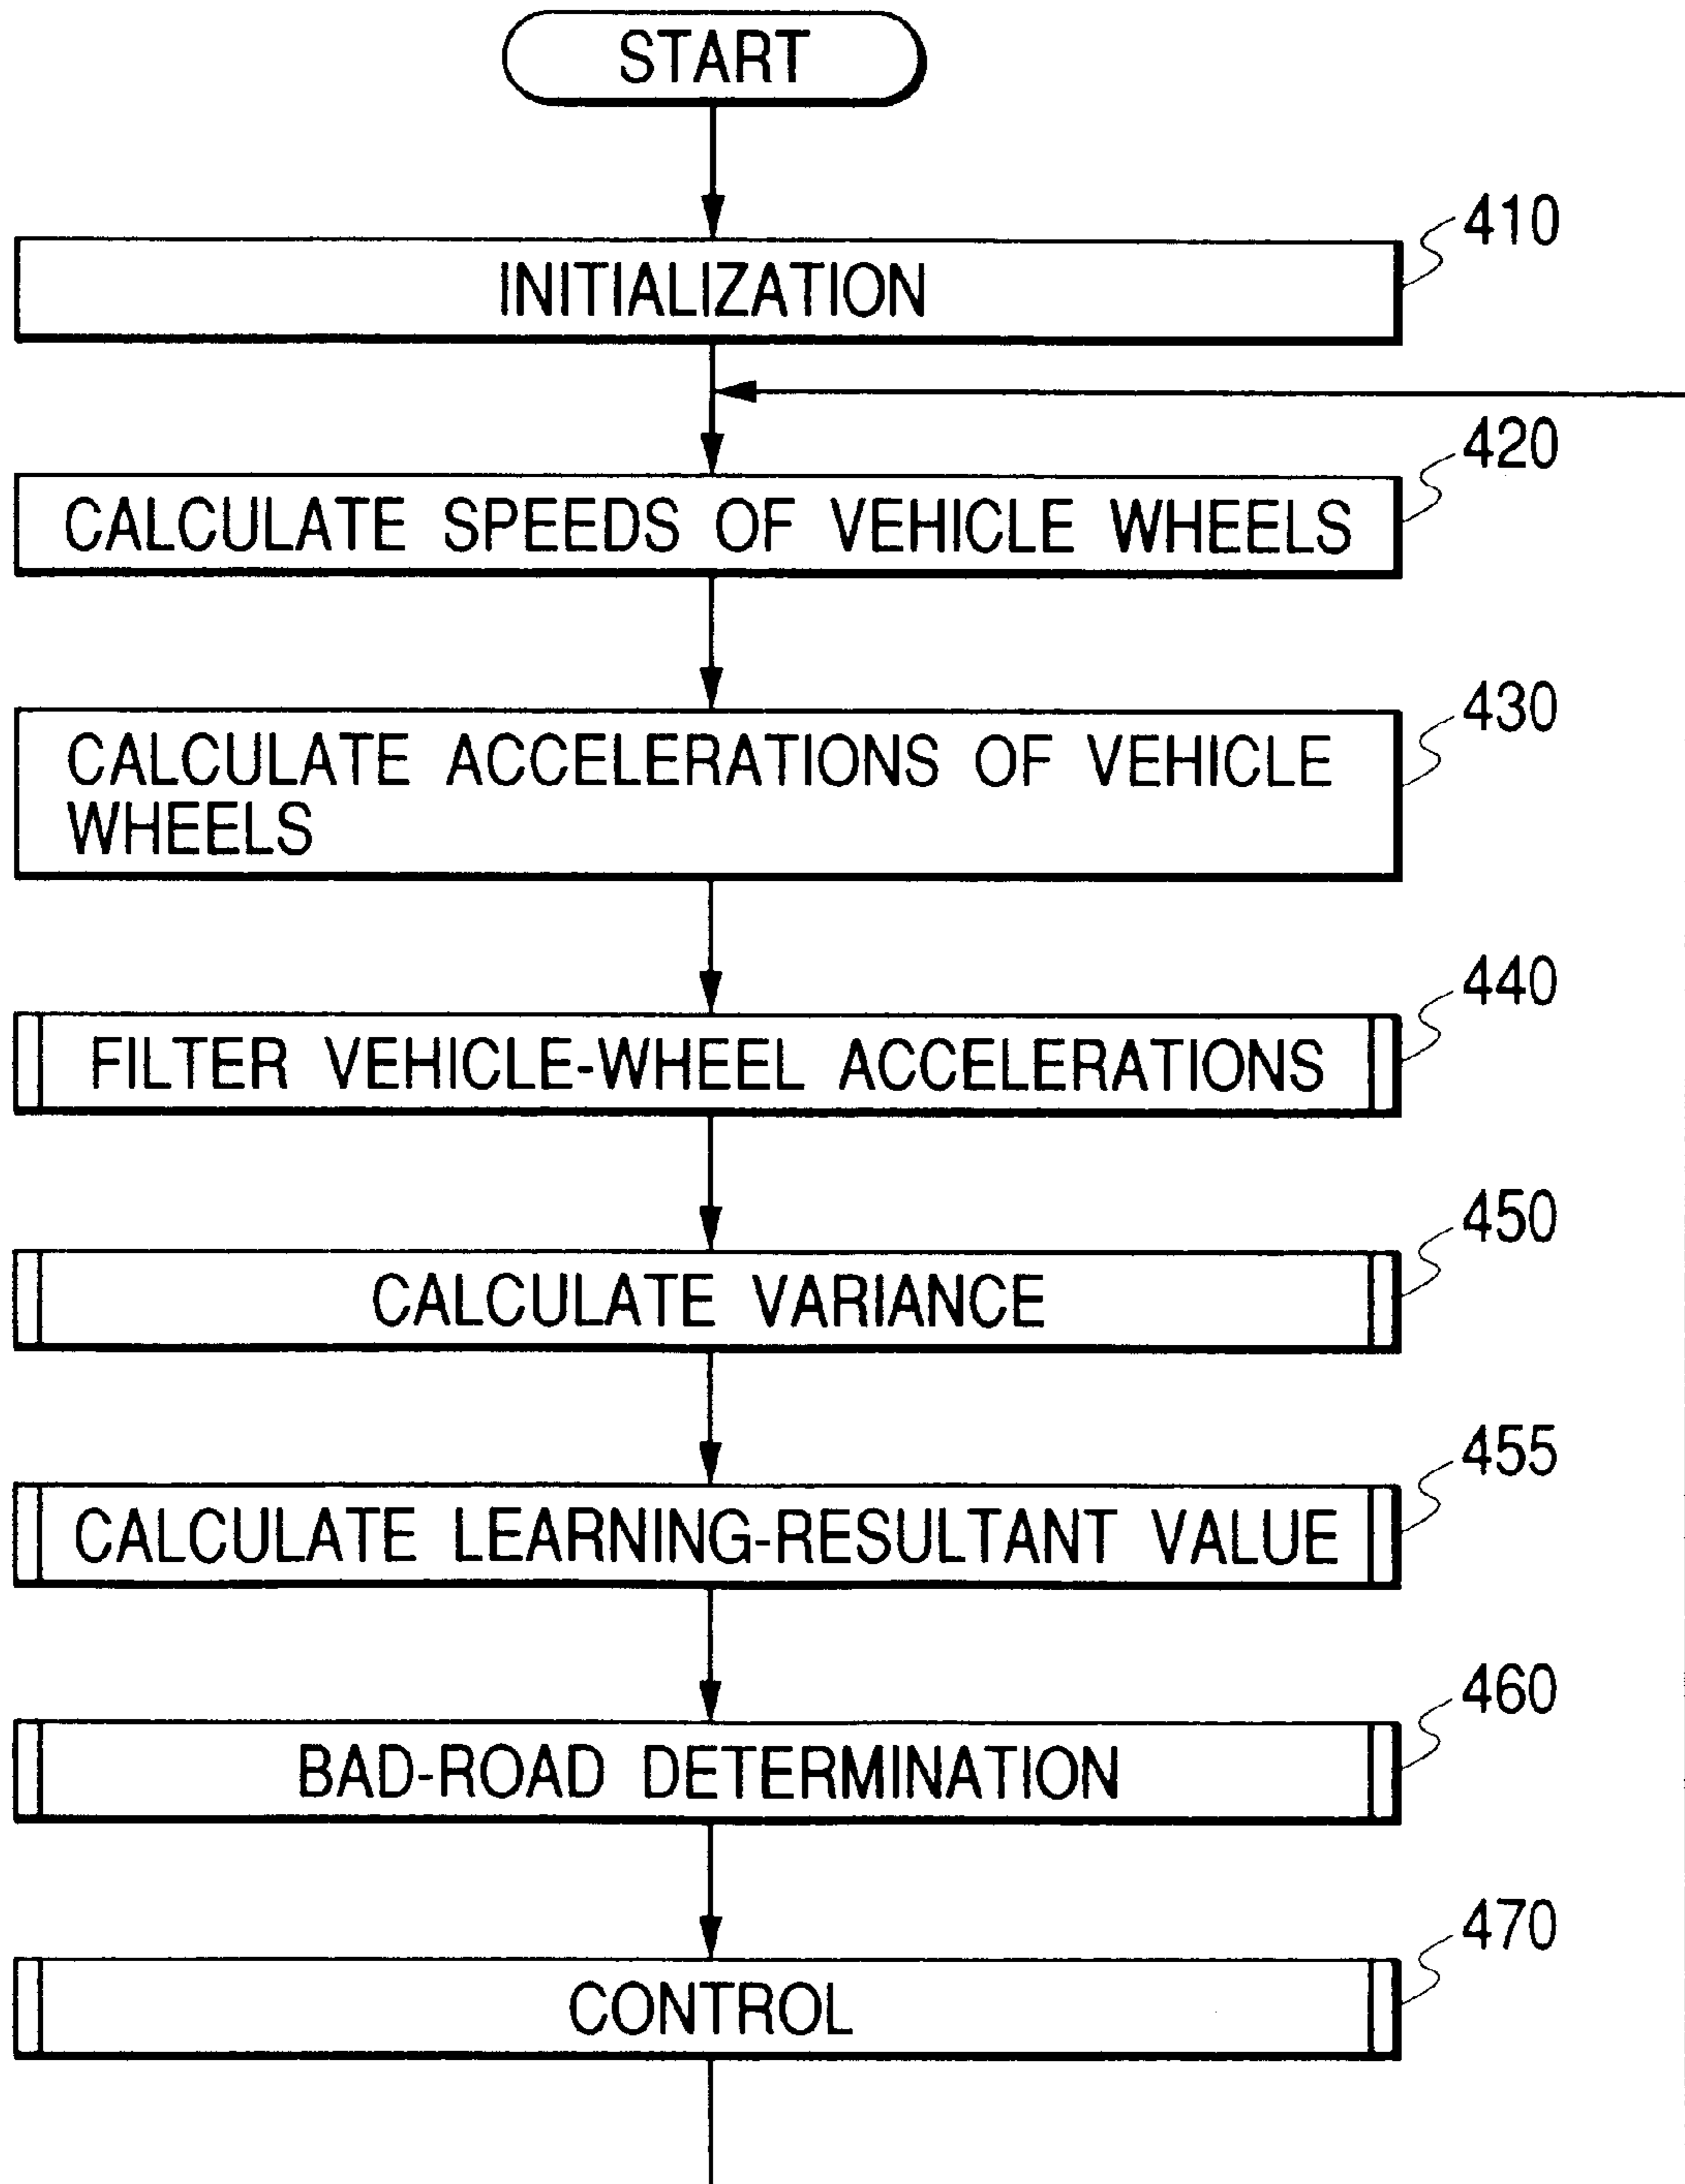 START
410
INITIALIZATION
420
CALCULATE SPEEDS OF VEHICLE WHEELS
430
CALCULATE ACCELERATIONS OF VEHICLE
WHEELS
440
FILTER VEHICLE-WHEEL ACCELERATIONS
450
CALCULATE VARIANCE
455
CALCULATE LEARNING-RESULTANT VALUE
460
BAD-ROAD DETERMINATION
470
CONTROL